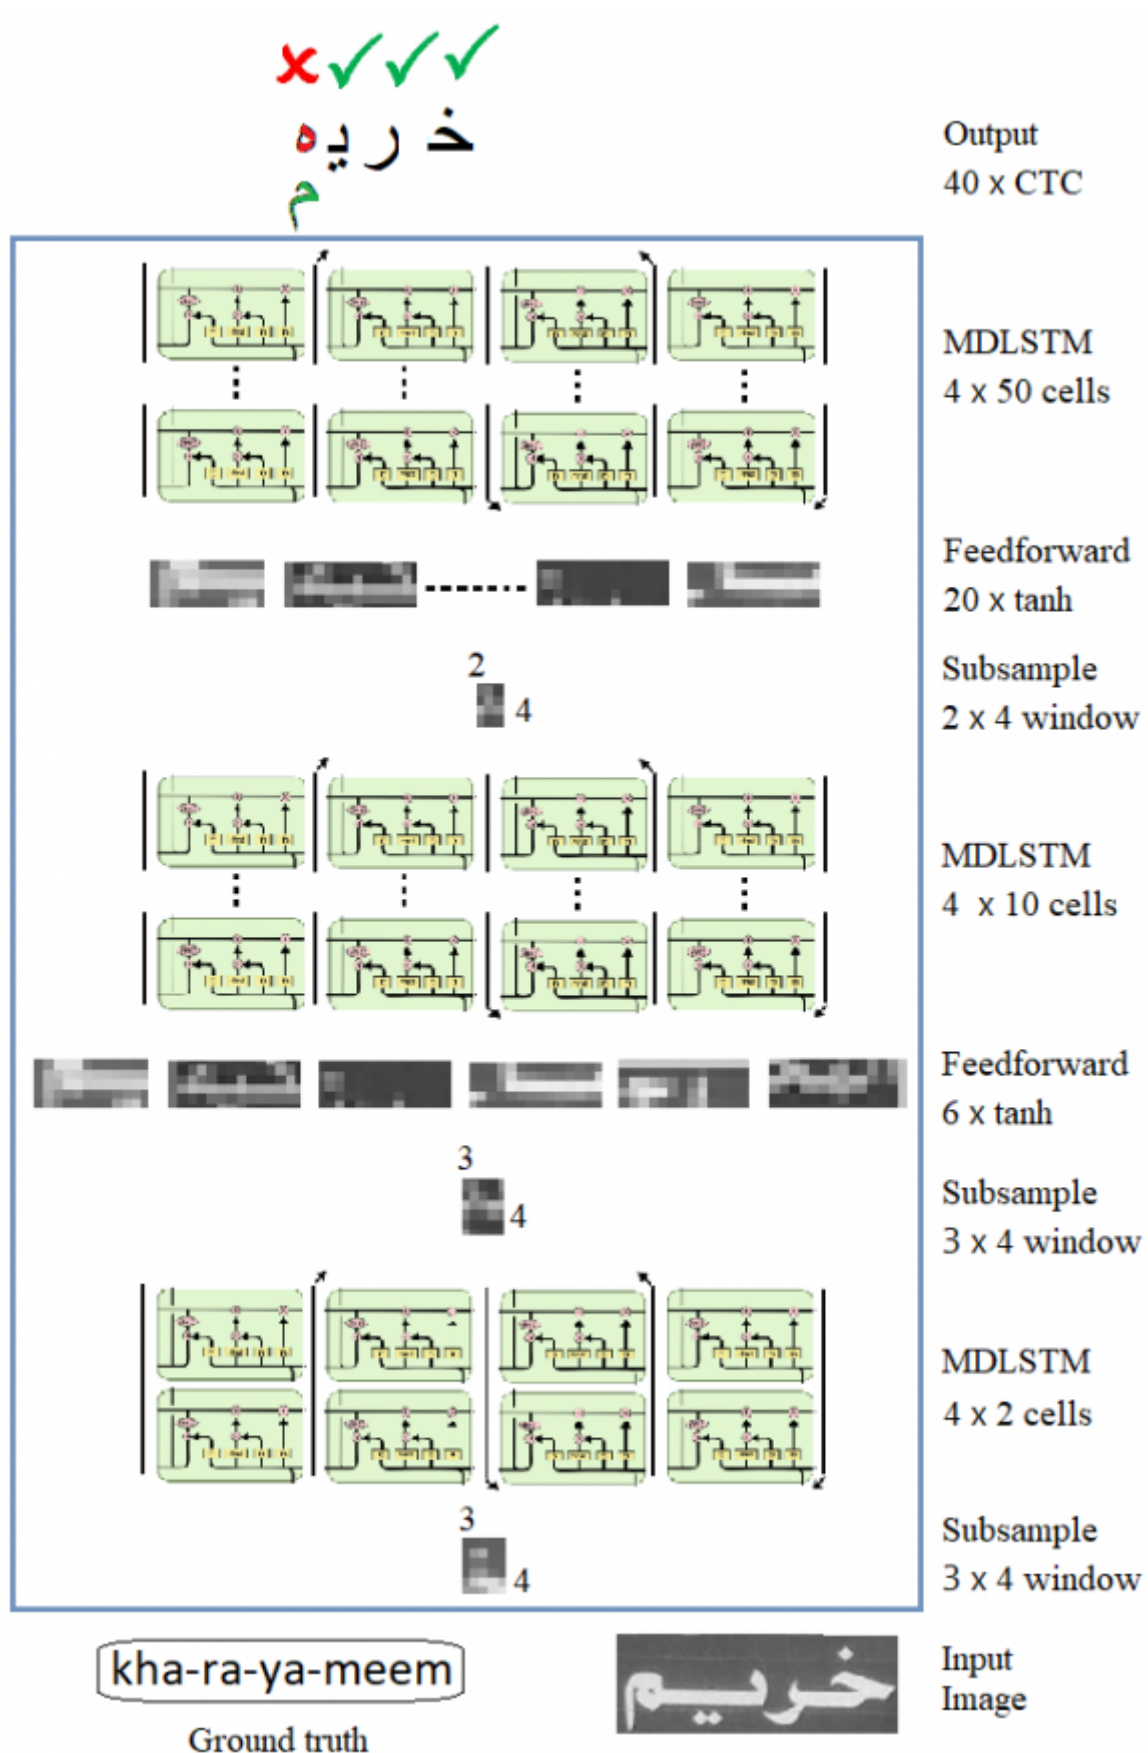 خریه
م
Output
40 x CTC
MDLSTM
4 x 50 cells
Feedforward
20 x tanh
Subsample
2 x 4 window
2
4
MDLSTM
4 x 10 cells
Feedforward
6 x tanh
Subsample
3 x 4 window
3
4
MDLSTM
4 x 2 cells
Subsample
3 x 4 window
3
4
kha-ra-ya-meem
Ground truth
خریم
Input
Image